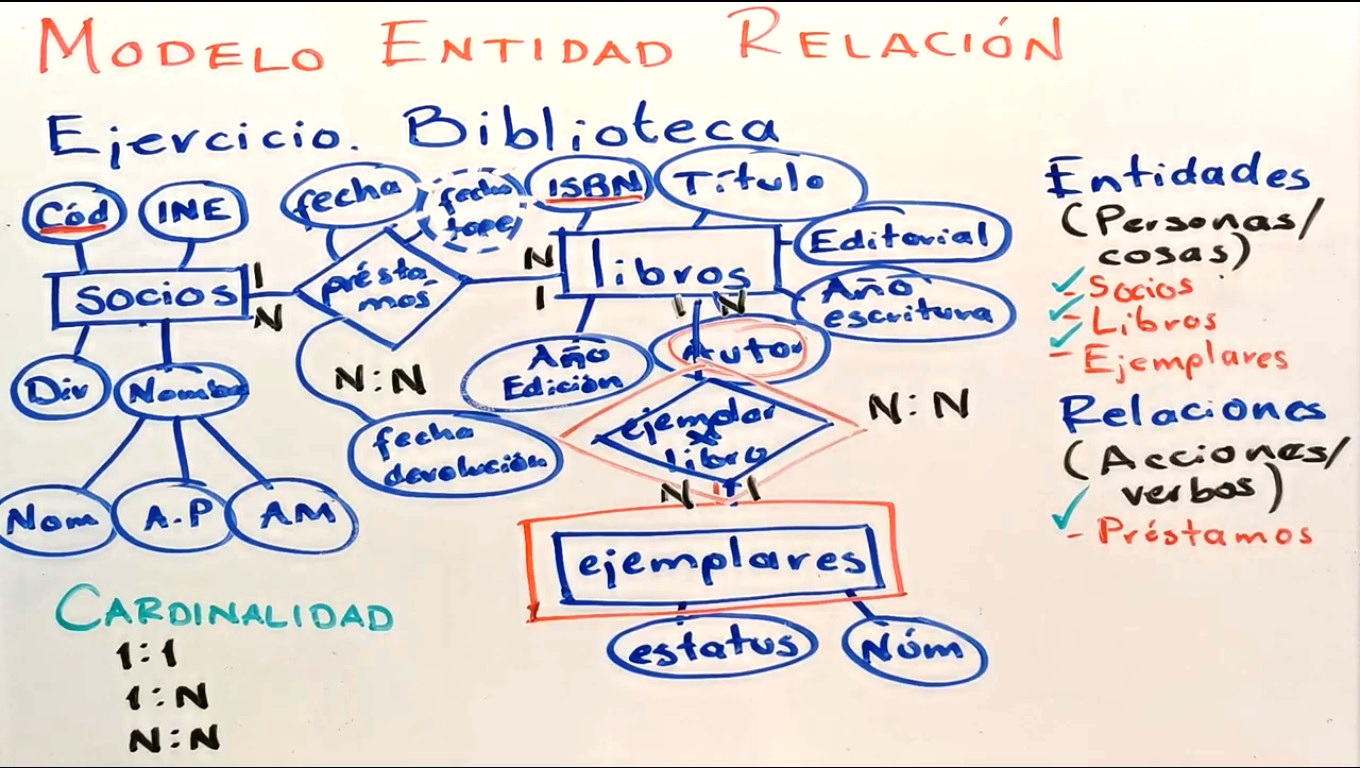 MODELO ENTIDAD RELACIÓN
Ejercicio. Biblioteca
Cód
INE
fecha
fecha
tope
ISBN
Título
Editorial
Año
escritura
socios
1
N
présta
mos
N
1
libros
1 N
Dir
Nombre
N:N
Año
Edición
Autor
fecha
devolución
ejemplar
x
libro
N:N
Nom
A.P
AM
N 1
ejemplares
estatus
Núm
CARDINALIDAD
1:1
1:N
N:N
Entidades
(Personas/
cosas)
- Socios
- Libros
- Ejemplares
Relaciones
(Acciones/
verbos)
- Préstamos